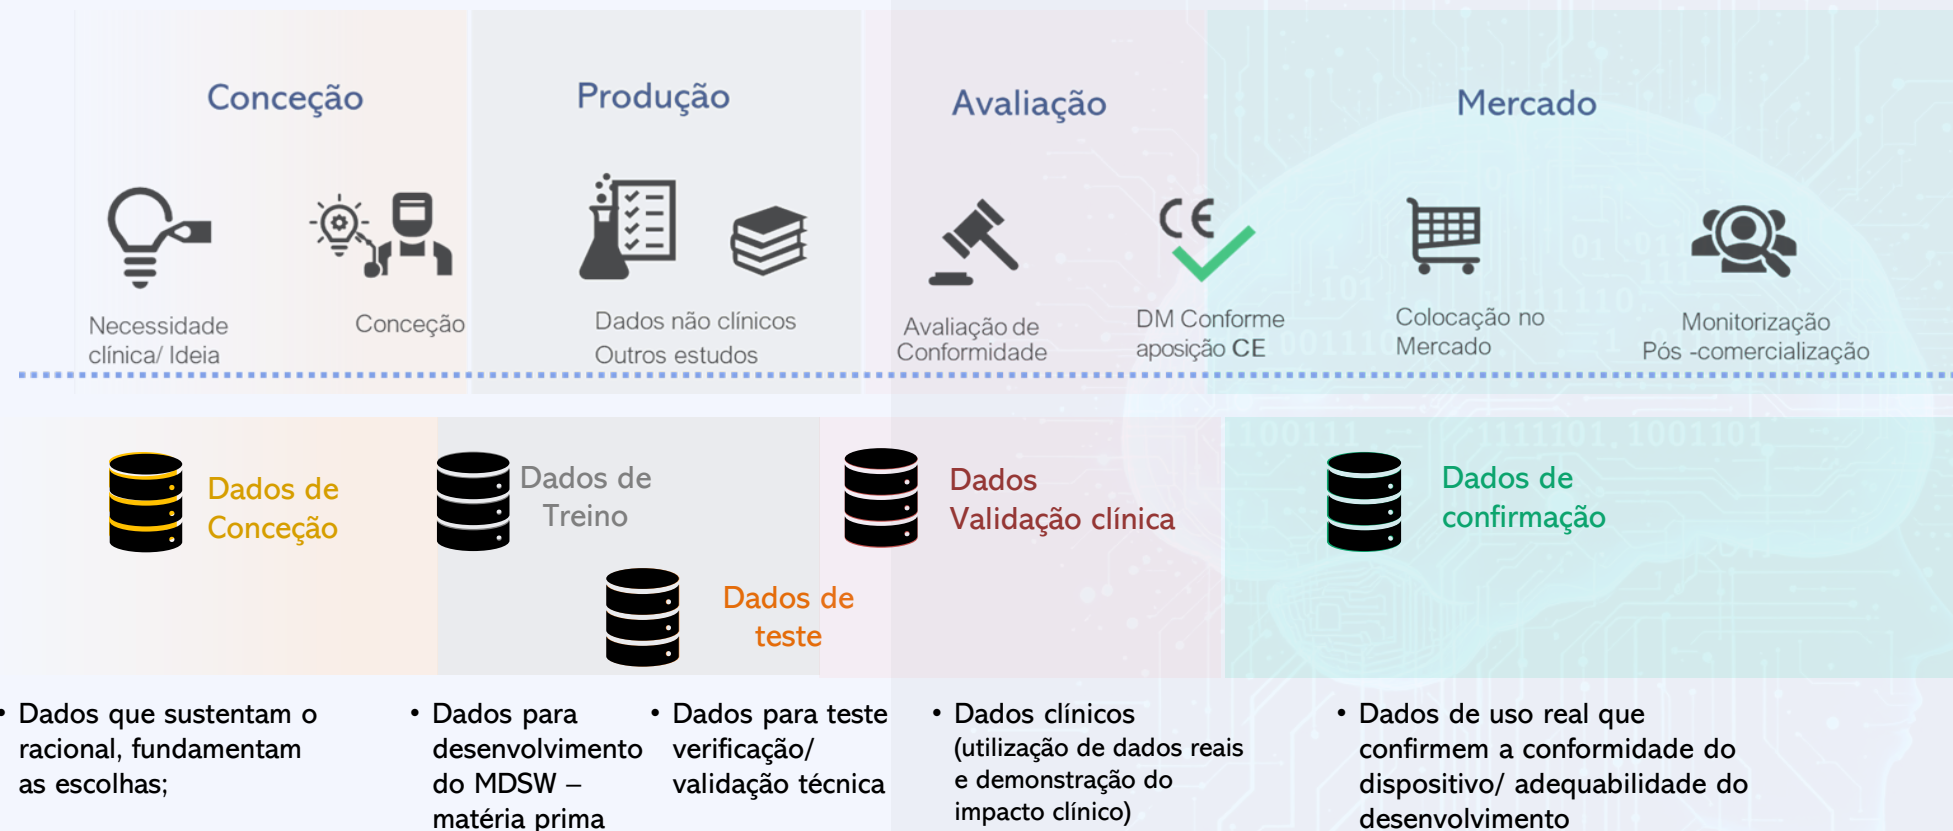 Conceção
Produção
Avaliação
Mercado
Necessidade
clínica/ Ideia
Conceção
Dados não clínicos
Outros estudos
Avaliação de
Conformidade
CE
DM Conforme
aposição CE
Colocação no
Mercado
Monitorização
Pós -comercialização
Dados de
Conceção
Dados de
Treino
Dados de
teste
Dados
Validação clínica
Dados de
confirmação
• Dados que sustentam o
racional, fundamentam
as escolhas;
• Dados para
desenvolvimento
do MDSW –
matéria prima
• Dados para teste
verificação/
validação técnica
• Dados clínicos
(utilização de dados reais
e demonstração do
impacto clínico)
• Dados de uso real que
confirmem a conformidade do
dispositivo/ adequabilidade do
desenvolvimento